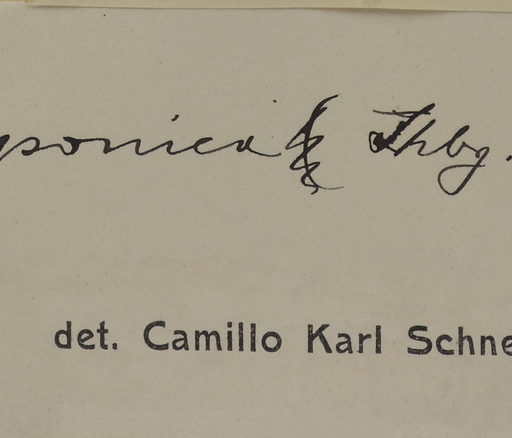 ponica Thbg.
det. Camillo Karl Schne